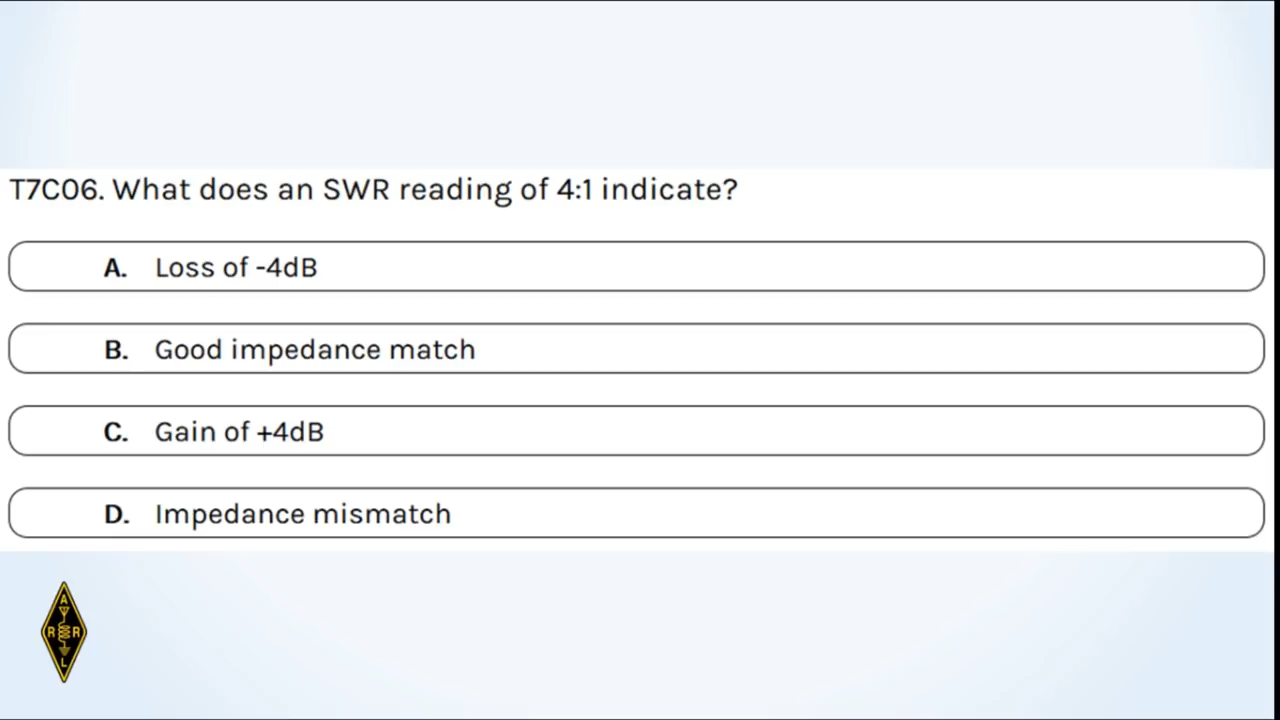 T7C06. What does an SWR reading of 4:1 indicate?
A. Loss of -4dB
B. Good impedance match
C. Gain of +4dB
D. Impedance mismatch
A
R R
L